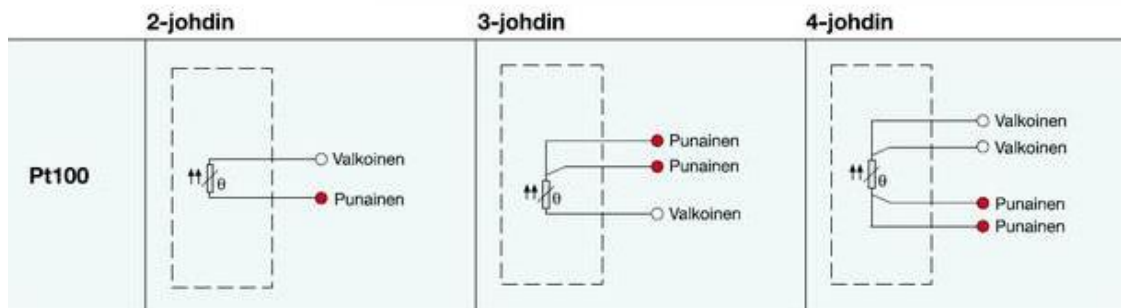 2-johdin
3-johdin
4-johdin
Pt100
θ
Valkoinen
Punainen
θ
Punainen
Punainen
Valkoinen
θ
Valkoinen
Valkoinen
Punainen
Punainen